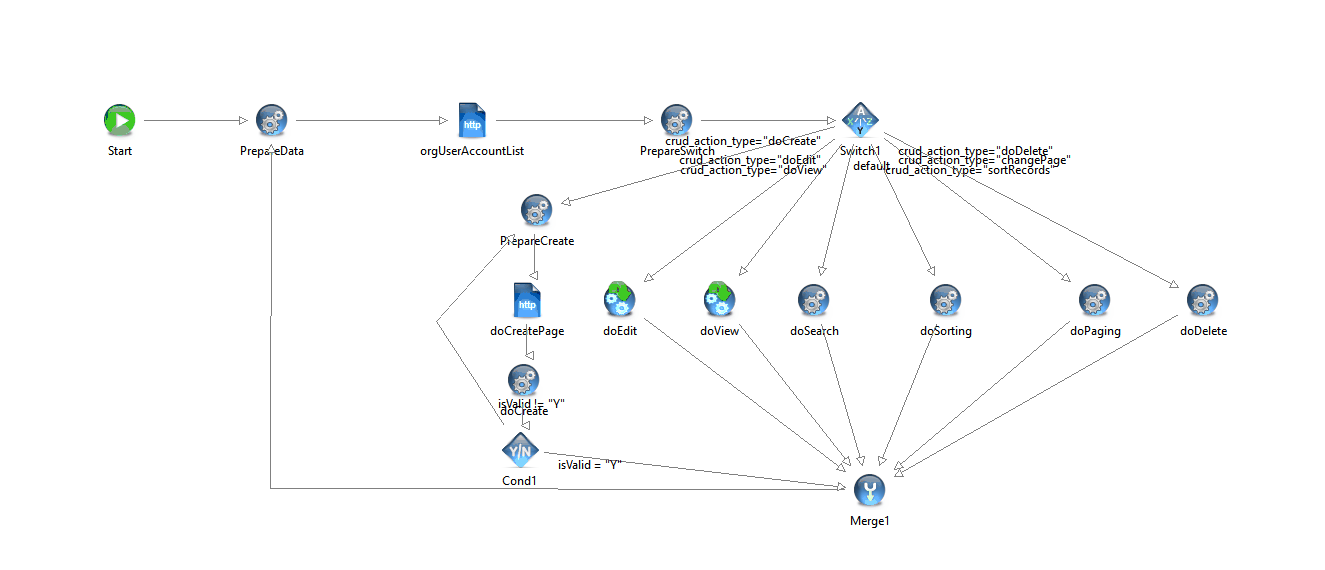 http
Start
PrepareData
orgUserAccountList
PrepareSwitch
A
X Z
Y
Switch1
crud_action_type="doCreate"
crud_action_type="doEdit"
crud_action_type="doView"
default
crud_action_type="doDelete"
crud_action_type="changePage"
crud_action_type="sortRecords"
PrepareCreate
http
doCreatePage
doEdit
doView
doSearch
doSorting
doPaging
doDelete
isValid != "Y"
doCreate
Y/N
isValid = "Y"
Cond1
Merge1